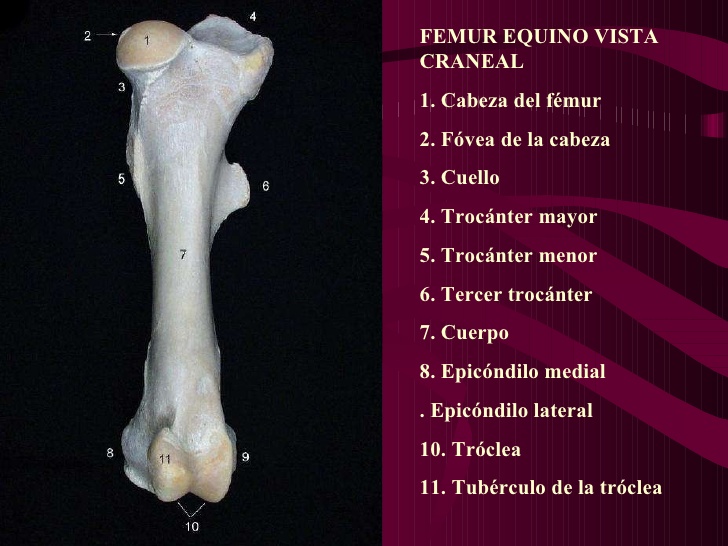 4
2
1
3
5
6
7
8
11
9
10
FEMUR EQUINO VISTA
CRANEAL
1. Cabeza del fémur
2. Fóvea de la cabeza
3. Cuello
4. Trocánter mayor
5. Trocánter menor
6. Tercer trocánter
7. Cuerpo
8. Epicóndilo medial
. Epicóndilo lateral
10. Tróclea
11. Tubérculo de la tróclea